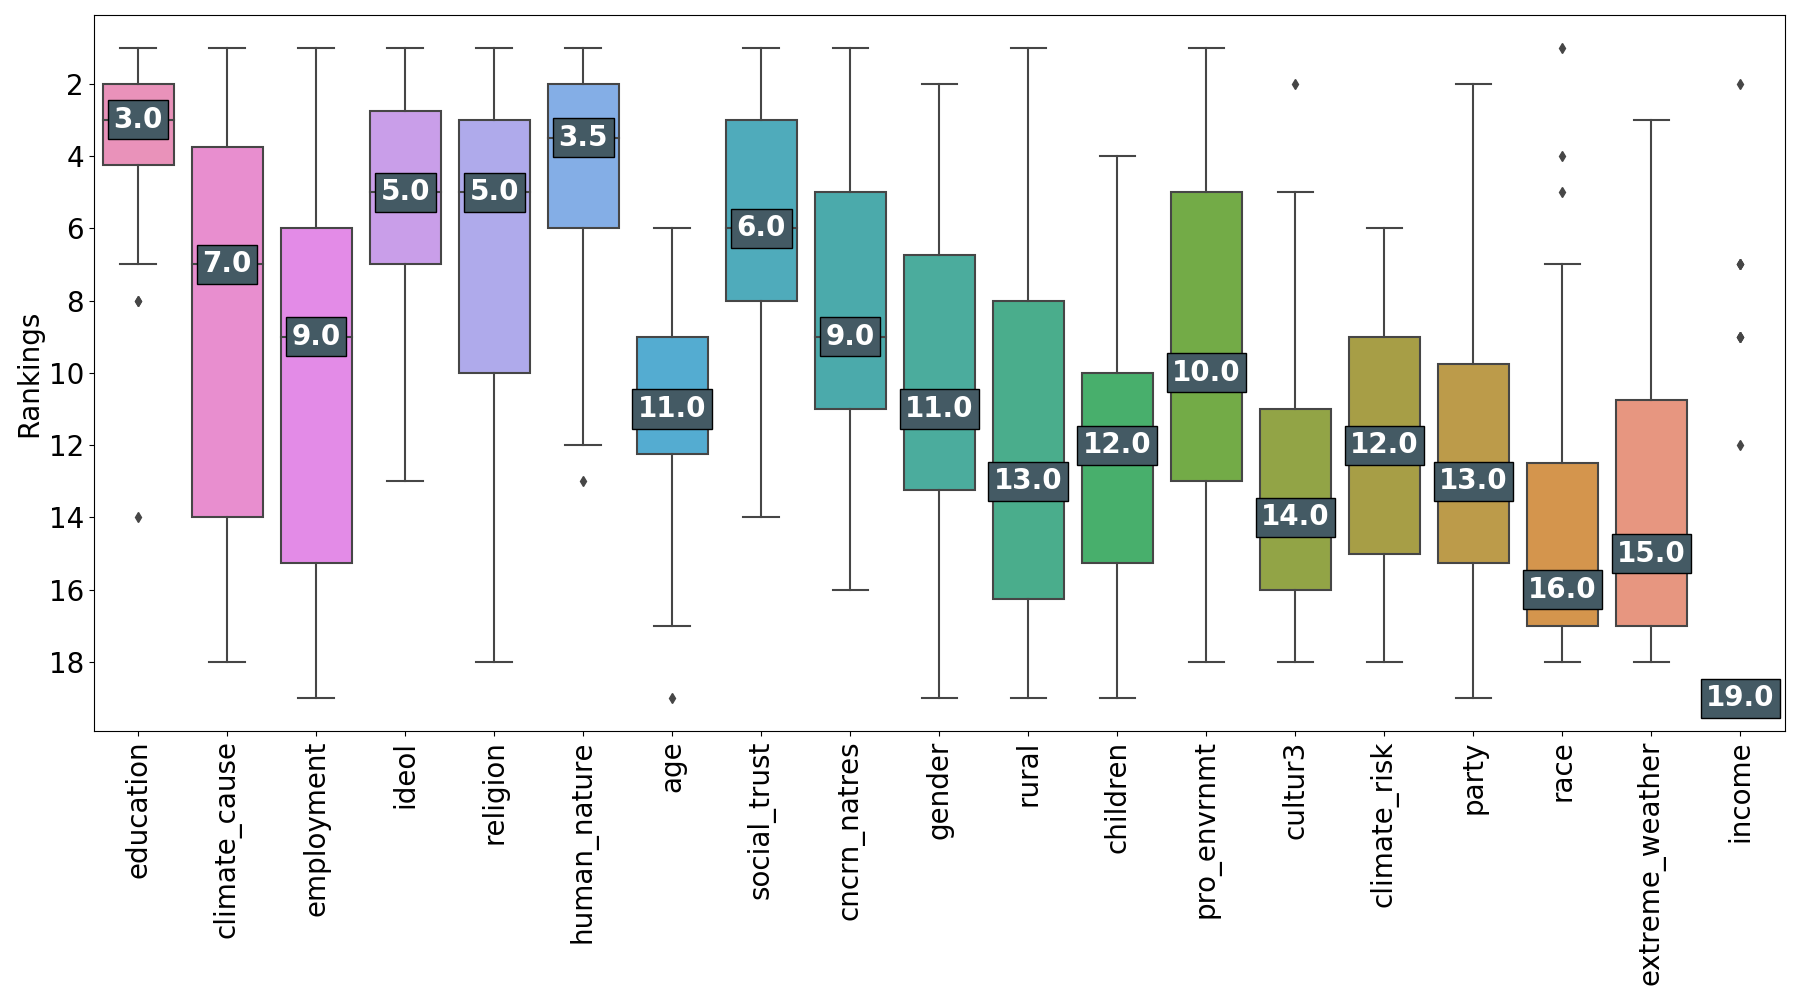 Rankings
2
4
6
8
10
12
14
16
18
3.0
7.0
9.0
5.0
5.0
3.5
11.0
6.0
9.0
11.0
13.0
12.0
10.0
14.0
12.0
13.0
16.0
15.0
19.0
education
climate_cause
employment
ideol
religion
human_nature
age
social_trust
cncrn_natres
gender
rural
children
pro_envrnmt
cultur3
climate_risk
party
race
extreme_weather
income